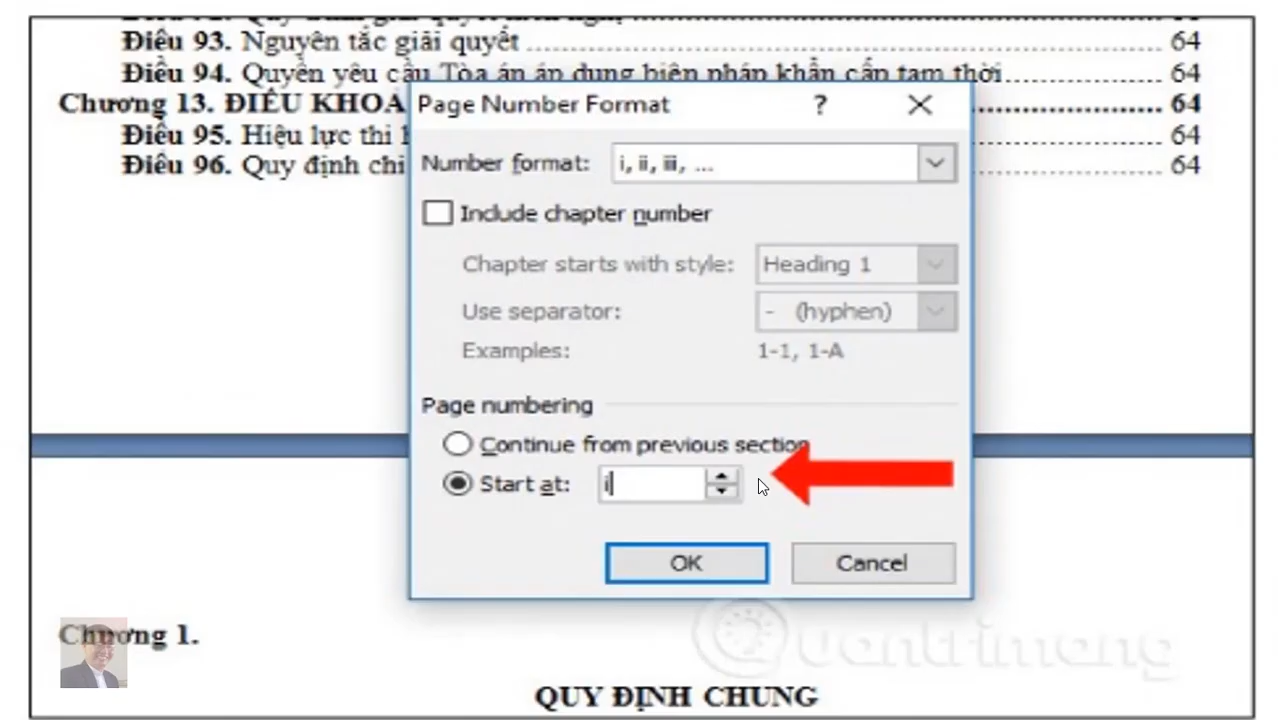 Điều 93. Nguyên tắc giải quyết 64
Điều 94. Quyền yêu cầu Tòa án áp dụng biện pháp khẩn cấp tạm thời 64
Chương 13. ĐIỀU KHOẢ 64
Điều 95. Hiệu lực thi h 64
Điều 96. Quy định chi 64
Page Number Format ? ×
Number format: i, ii, iii, ...
Include chapter number
Chapter starts with style: Heading 1
Use separator: - (hyphen)
Examples: 1-1, 1-A
Page numbering
Continue from previous section
Start at: i
OK Cancel
Chương 1.
Quantrimang
QUY ĐỊNH CHUNG